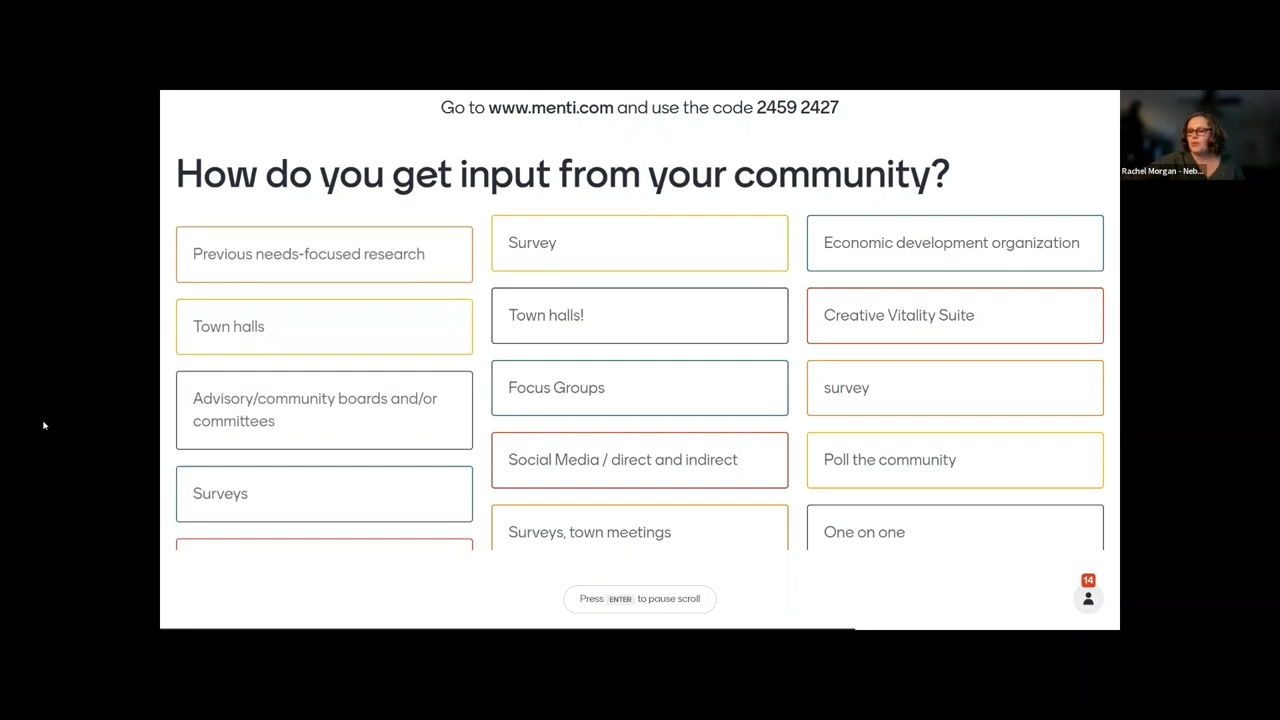 Go to www.menti.com and use the code 2459 2427
How do you get input from your community?
Previous needs-focused research
Town halls
Advisory/community boards and/or
committees
Surveys
Survey
Town halls!
Focus Groups
Social Media / direct and indirect
Surveys, town meetings
Economic development organization
Creative Vitality Suite
survey
Poll the community
One on one
Press ENTER to pause scroll
14
Rachel Morgan - Neb...